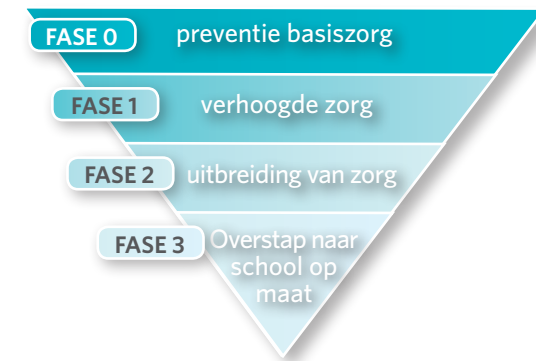 FASE 0 preventie basiszorg
FASE 1 verhoogde zorg
FASE 2 uitbreiding van zorg
FASE 3 Overstap naar
school op
maat